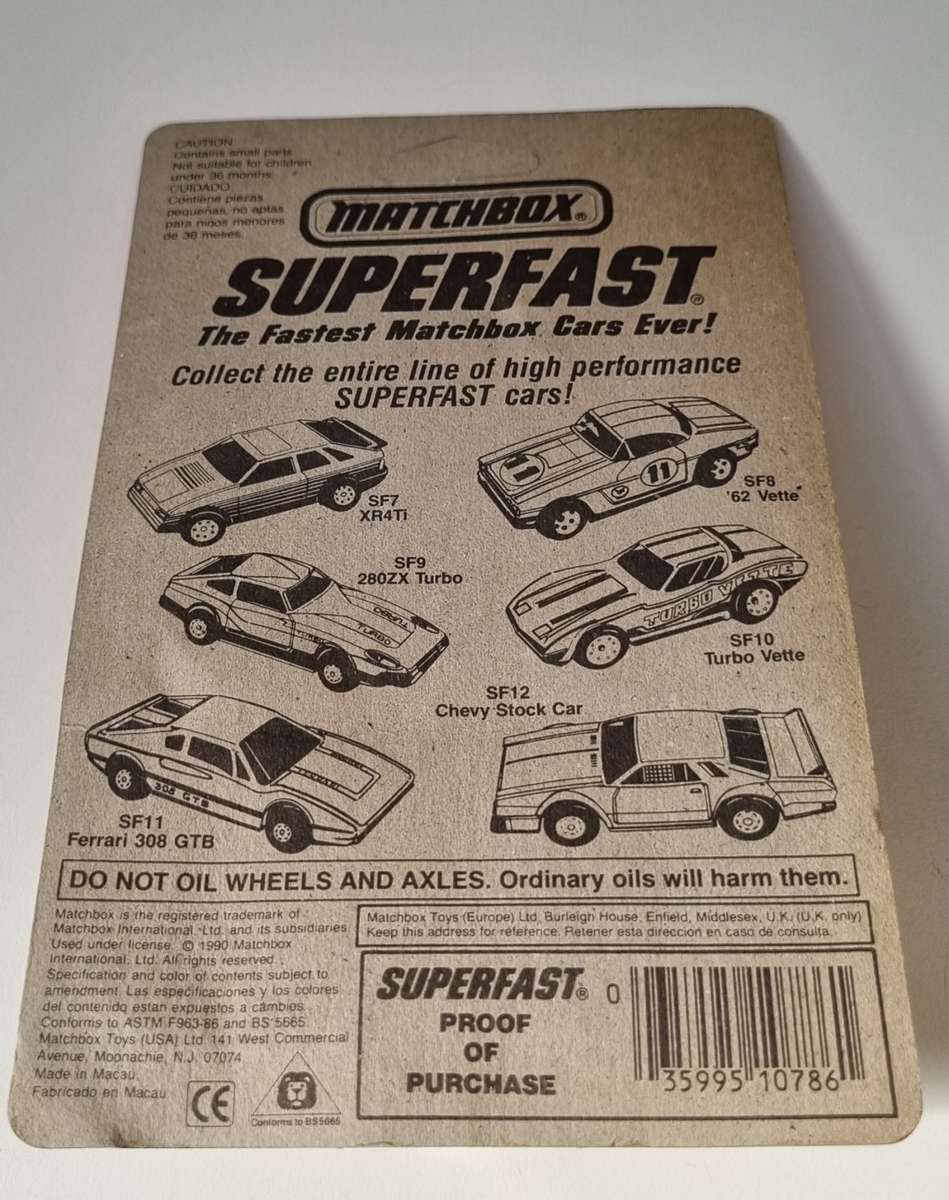 CAUTION
Contains small parts.
Not suitable for children
under 36 months.
CUIDADO
Contiene piezas
pequeñas, no aptas
para niños menores
de 36 meses.
MATCHBOX®
SUPERFAST®
The Fastest Matchbox Cars Ever!
Collect the entire line of high performance
SUPERFAST cars!
SF7
XR4Ti
11
11
SF8
'62 Vette
SF9
280ZX Turbo
TURBO
TURBO VETTE
SF10
Turbo Vette
SF12
Chevy Stock Car
308 GTB
SF11
Ferrari 308 GTB
DO NOT OIL WHEELS AND AXLES. Ordinary oils will harm them.
Matchbox is the registered trademark of
Matchbox International Ltd. and its subsidiaries.
Used under license. © 1990 Matchbox
International. Ltd. All rights reserved.
Specification and color of contents subject to
amendment. Las especificaciones y los colores
del contenido estan expuestos a cambios.
Conforms to ASTM F963-86 and BS 5665.
Matchbox Toys (USA) Ltd. 141 West Commercial
Avenue, Moonachie, N.J. 07074
Made in Macau.
Fabricado en Macau
CE
Conforms to BS5665
Matchbox Toys (Europe) Ltd. Burleigh House, Enfield, Middlesex, U.K. (U.K. only)
Keep this address for reference. Retener esta direccion en caso de consulta.
SUPERFAST®
PROOF
OF
PURCHASE
0 35995 10786